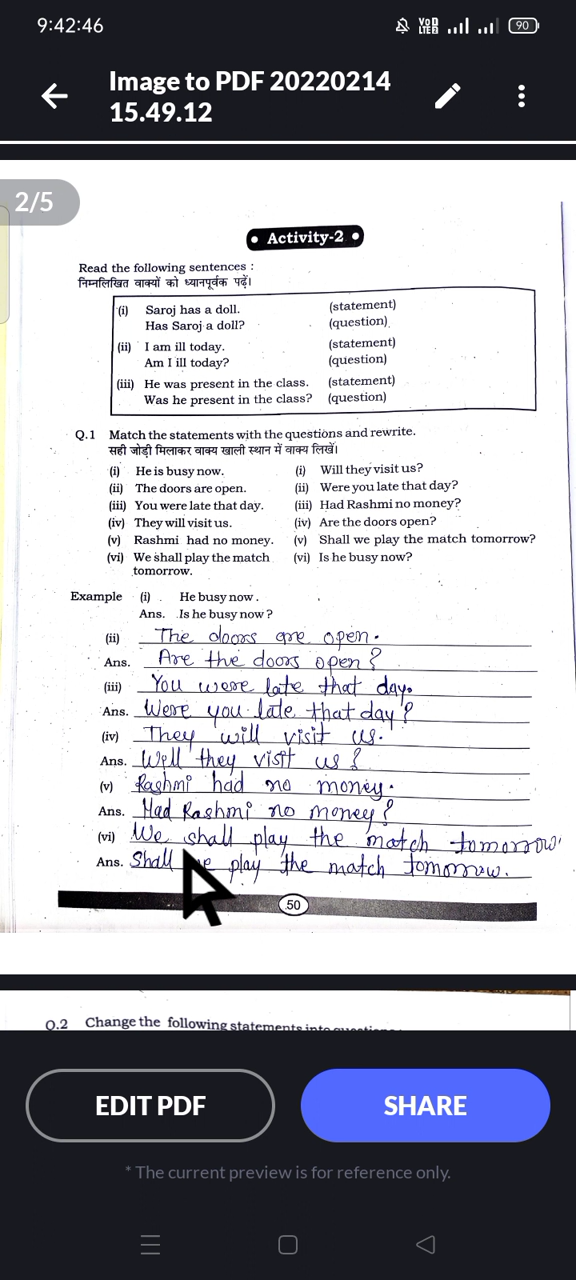 9:42:46
VoD LTE2
90
Image to PDF 20220214
15.49.12
2/5
• Activity-2 •
Read the following sentences :
निम्नलिखित वाक्यों को ध्यानपूर्वक पढ़ें।
(i) Saroj has a doll. (statement)
Has Saroj a doll? (question)
(ii) I am ill today. (statement)
Am I ill today? (question)
(iii) He was present in the class. (statement)
Was he present in the class? (question)
Q.1 Match the statements with the questions and rewrite.
सही जोड़ी मिलाकर वाक्य खाली स्थान में वाक्य लिखें।
(i) He is busy now. (i) Will they visit us?
(ii) The doors are open. (ii) Were you late that day?
(iii) You were late that day. (iii) Had Rashmi no money?
(iv) They will visit us. (iv) Are the doors open?
(v) Rashmi had no money. (v) Shall we play the match tomorrow?
(vi) We shall play the match (vi) Is he busy now?
tomorrow.
Example (i) He busy now.
Ans. Is he busy now?
(ii) The doors are open.
Ans. Are the doors open?
(iii) You were late that day.
Ans. Were you late that day?
(iv) They will visit us.
Ans. Well they visit us?
(v) Rashmi had no money.
Ans. Had Rashmi no money?
(vi) We shall play the match tomorrow
Ans. Shall play the match tomorrow.
50
Q.2 Change the following statements into
EDIT PDF
SHARE
* The current preview is for reference only.